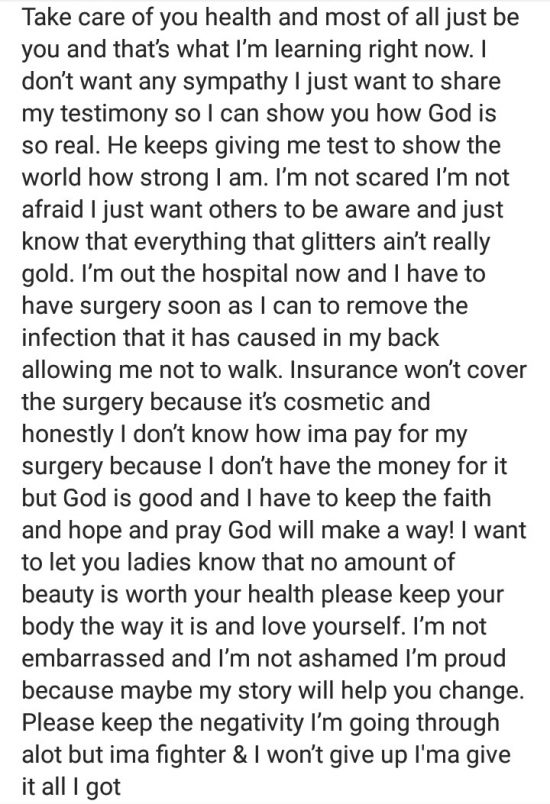 Take care of you health and most of all just be
you and that's what I'm learning right now. I
don't want any sympathy I just want to share
my testimony so I can show you how God is
so real. He keeps giving me test to show the
world how strong I am. I'm not scared I'm not
afraid I just want others to be aware and just
know that everything that glitters ain't really
gold. I'm out the hospital now and I have to
have surgery soon as I can to remove the
infection that it has caused in my back
allowing me not to walk. Insurance won't cover
the surgery because it's cosmetic and
honestly I don't know how ima pay for my
surgery because I don't have the money for it
but God is good and I have to keep the faith
and hope and pray God will make a way! I want
to let you ladies know that no amount of
beauty is worth your health please keep your
body the way it is and love yourself. I'm not
embarrassed and I'm not ashamed I'm proud
because maybe my story will help you change.
Please keep the negativity I'm going through
alot but ima fighter & I won't give up I'ma give
it all I got